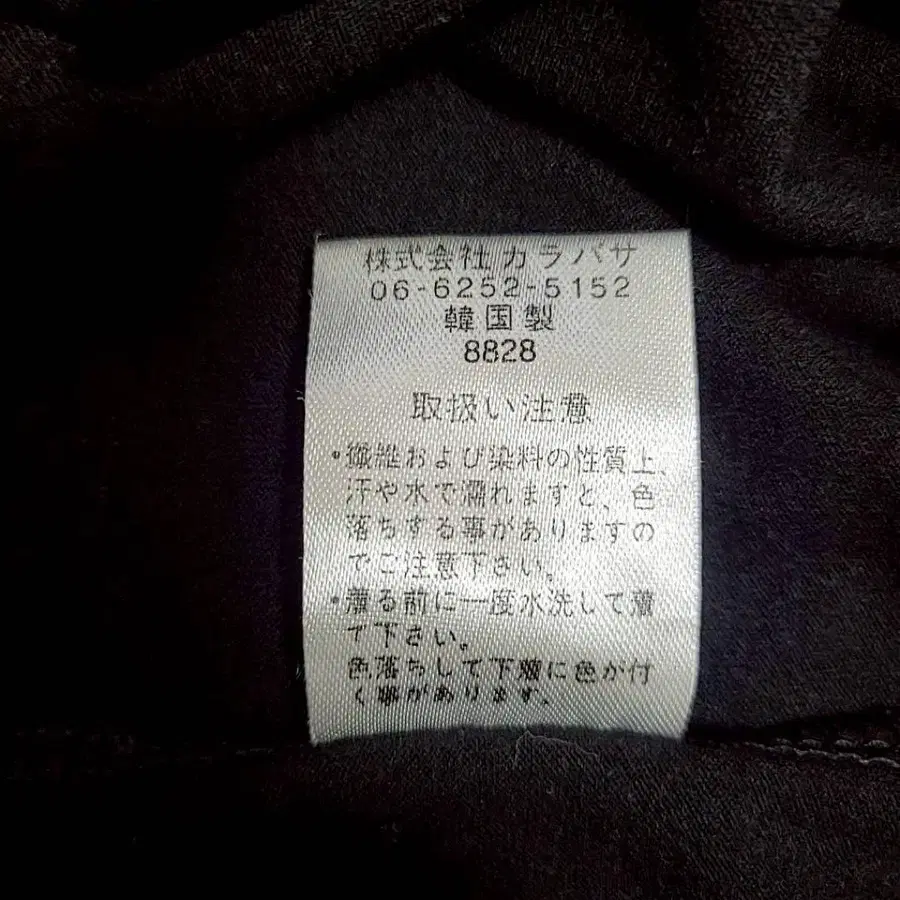 株式会社カラバサ
06-6252-5152
韓国製
8828
取扱い注意
・繊維および染料の性質上、
汗や水で濡れますと、色
落ちする事がありますの
でご注意下さい。
・着る前に一度水洗して着
て下さい。
色落ちして下着に色が付
く事があります。